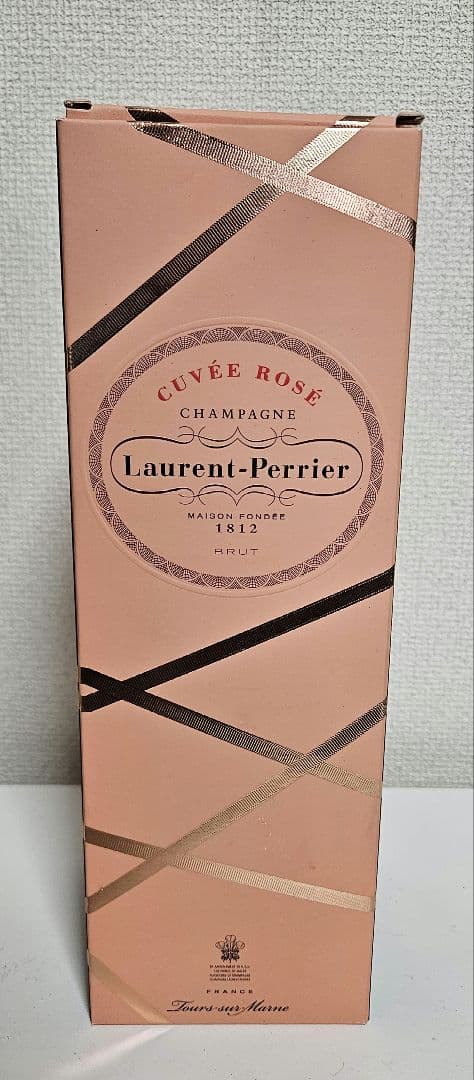 CUVÉE ROSÉ
CHAMPAGNE
Laurent-Perrier
MAISON FONDÉE
1812
BRUT
FRANCE
Tours-sur-Marne